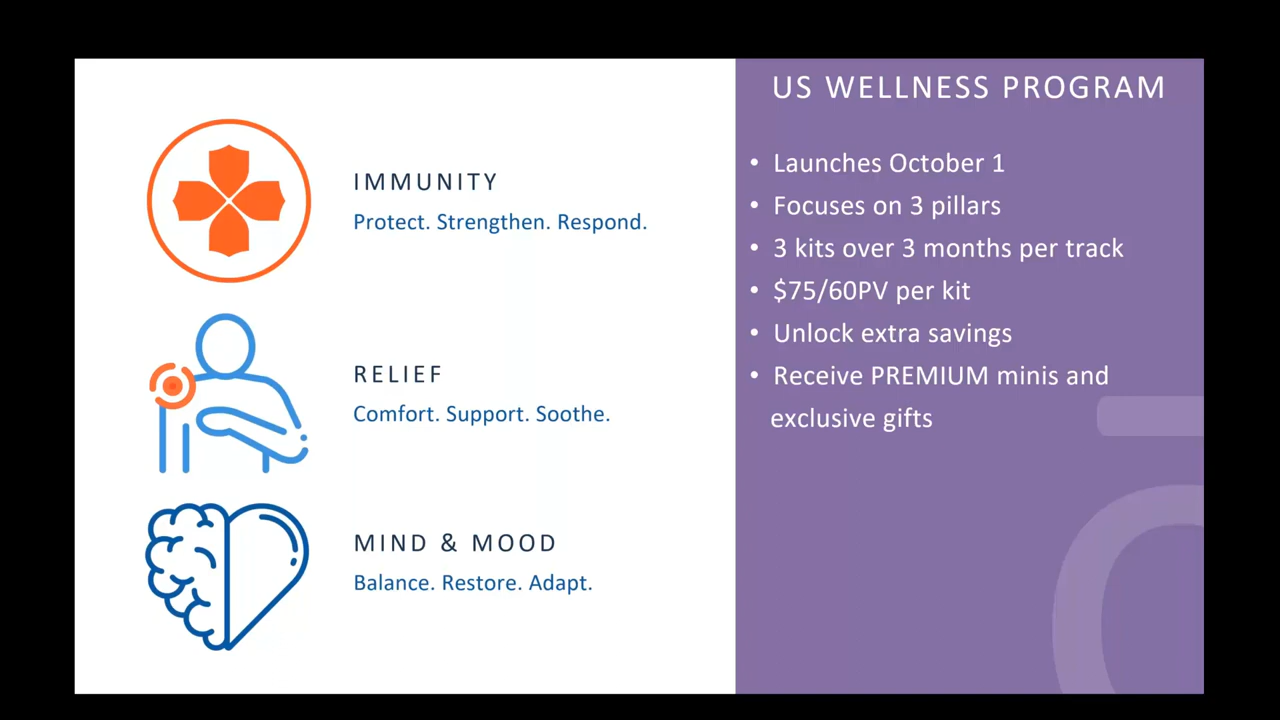 IMMUNITY
Protect. Strengthen. Respond.
RELIEF
Comfort. Support. Soothe.
MIND & MOOD
Balance. Restore. Adapt.
US WELLNESS PROGRAM
• Launches October 1
• Focuses on 3 pillars
• 3 kits over 3 months per track
• $75/60PV per kit
• Unlock extra savings
• Receive PREMIUM minis and
exclusive gifts